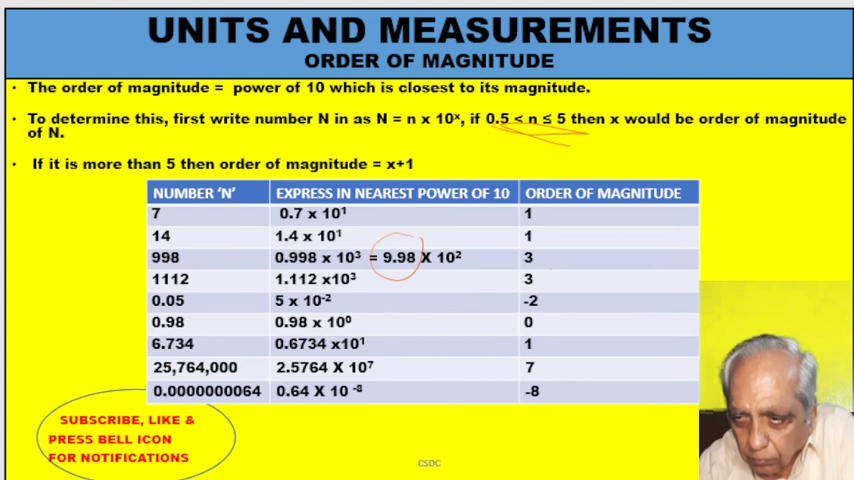 UNITS AND MEASUREMENTS
ORDER OF MAGNITUDE
• The order of magnitude = power of 10 which is closest to its magnitude.
• To determine this, first write number N in as N = n x 10ˣ, if 0.5 < n ≤ 5 then x would be order of magnitude
of N.
• If it is more than 5 then order of magnitude = x+1
NUMBER 'N' EXPRESS IN NEAREST POWER OF 10 ORDER OF MAGNITUDE
7 0.7 x 10¹ 1
14 1.4 x 10¹ 1
998 0.998 x 10³ = 9.98 X 10² 3
1112 1.112 x10³ 3
0.05 5 x 10⁻² -2
0.98 0.98 x 10⁰ 0
6.734 0.6734 x10¹ 1
25,764,000 2.5764 X 10⁷ 7
0.0000000064 0.64 X 10 ⁻⁸ -8
SUBSCRIBE, LIKE &
PRESS BELL ICON
FOR NOTIFICATIONS
CSDC